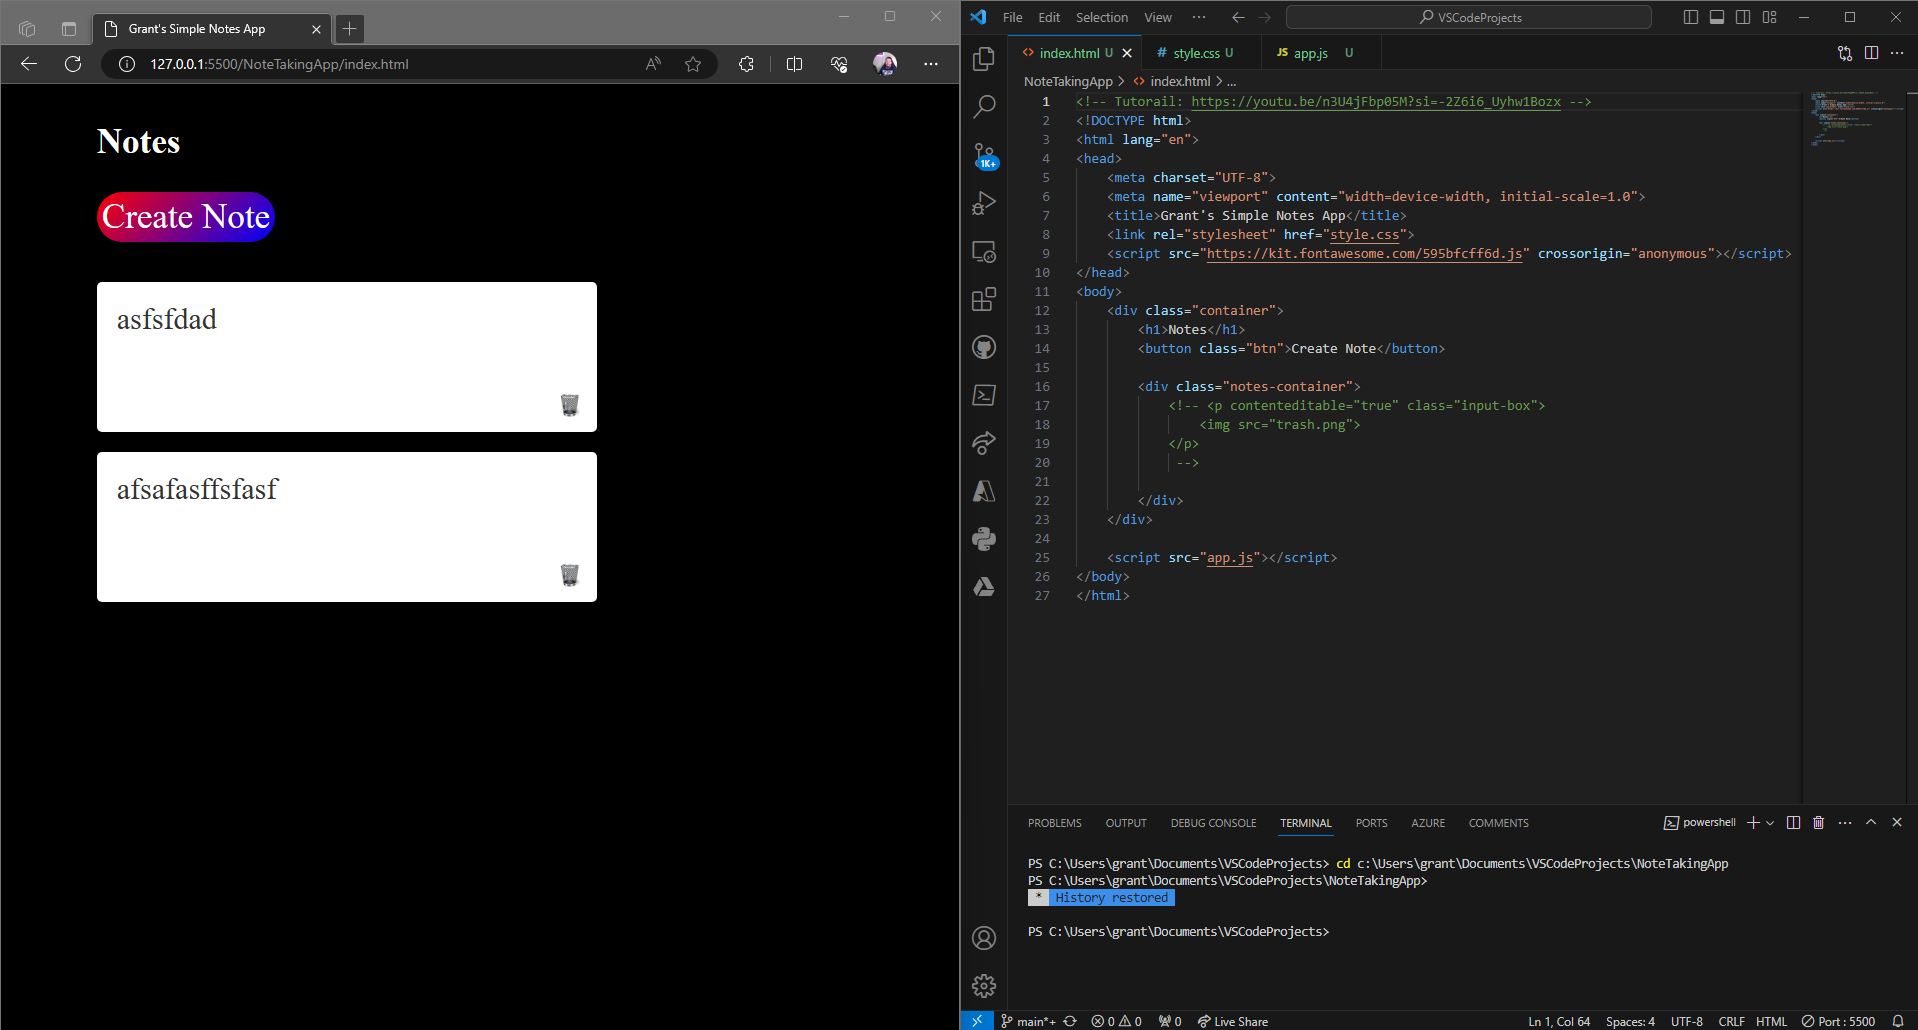 Grant's Simple Notes App
127.0.0.1:5500/NoteTakingApp/index.html
Notes
Create Note
asfsfdad
afsafasffsfasf
File Edit Selection View ··· VSCodeProjects
index.html U style.css U JS app.js U
NoteTakingApp > index.html > ...
1 <!-- Tutorail: https://youtu.be/n3U4jFbp05M?si=-2Z6i6_Uyhw1Bozx -->
2 <!DOCTYPE html>
3 <html lang="en">
4 <head>
5 <meta charset="UTF-8">
6 <meta name="viewport" content="width=device-width, initial-scale=1.0">
7 <title>Grant's Simple Notes App</title>
8 <link rel="stylesheet" href="style.css">
9 <script src="https://kit.fontawesome.com/595bfcff6d.js" crossorigin="anonymous"></script>
10 </head>
11 <body>
12 <div class="container">
13 <h1>Notes</h1>
14 <button class="btn">Create Note</button>
15
16 <div class="notes-container">
17 <!-- <p contenteditable="true" class="input-box">
18 <img src="trash.png">
19 </p>
20 -->
21
22 </div>
23 </div>
24
25 <script src="app.js"></script>
26 </body>
27 </html>
1K+
PROBLEMS OUTPUT DEBUG CONSOLE TERMINAL PORTS AZURE COMMENTS powershell
PS C:\Users\grant\Documents\VSCodeProjects> cd c:\Users\grant\Documents\VSCodeProjects\NoteTakingApp
PS C:\Users\grant\Documents\VSCodeProjects\NoteTakingApp>
* History restored
PS C:\Users\grant\Documents\VSCodeProjects>
main*+ 0 0 0 Live Share Ln 1, Col 64 Spaces: 4 UTF-8 CRLF HTML Port : 5500